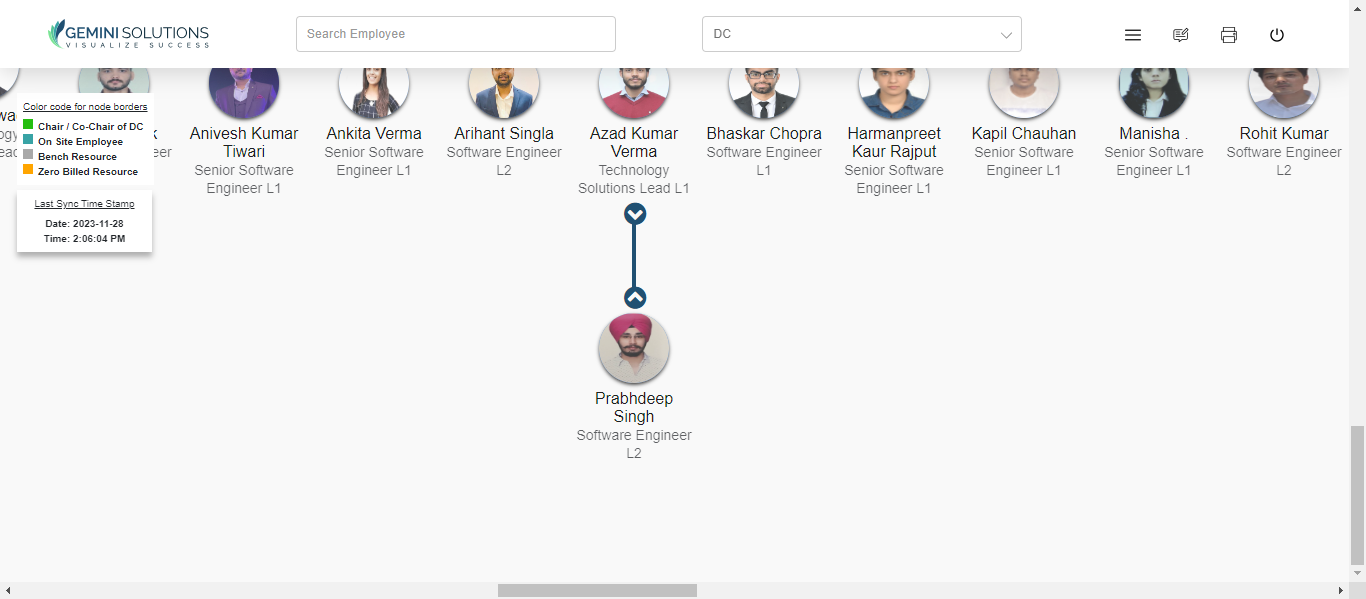 GEMINI SOLUTIONS
VISUALIZE SUCCESS
Search Employee
DC
Color code for node borders
Chair / Co-Chair of DC
On Site Employee
Bench Resource
Zero Billed Resource
Last Sync Time Stamp
Date: 2023-11-28
Time: 2:06:04 PM
Anivesh Kumar
Tiwari
Senior Software
Engineer L1
Ankita Verma
Senior Software
Engineer L1
Arihant Singla
Software Engineer
L2
Azad Kumar
Verma
Technology
Solutions Lead L1
Bhaskar Chopra
Software Engineer
L1
Harmanpreet
Kaur Rajput
Senior Software
Engineer L1
Kapil Chauhan
Senior Software
Engineer L1
Manisha .
Senior Software
Engineer L1
Rohit Kumar
Software Engineer
L2
Prabhdeep
Singh
Software Engineer
L2